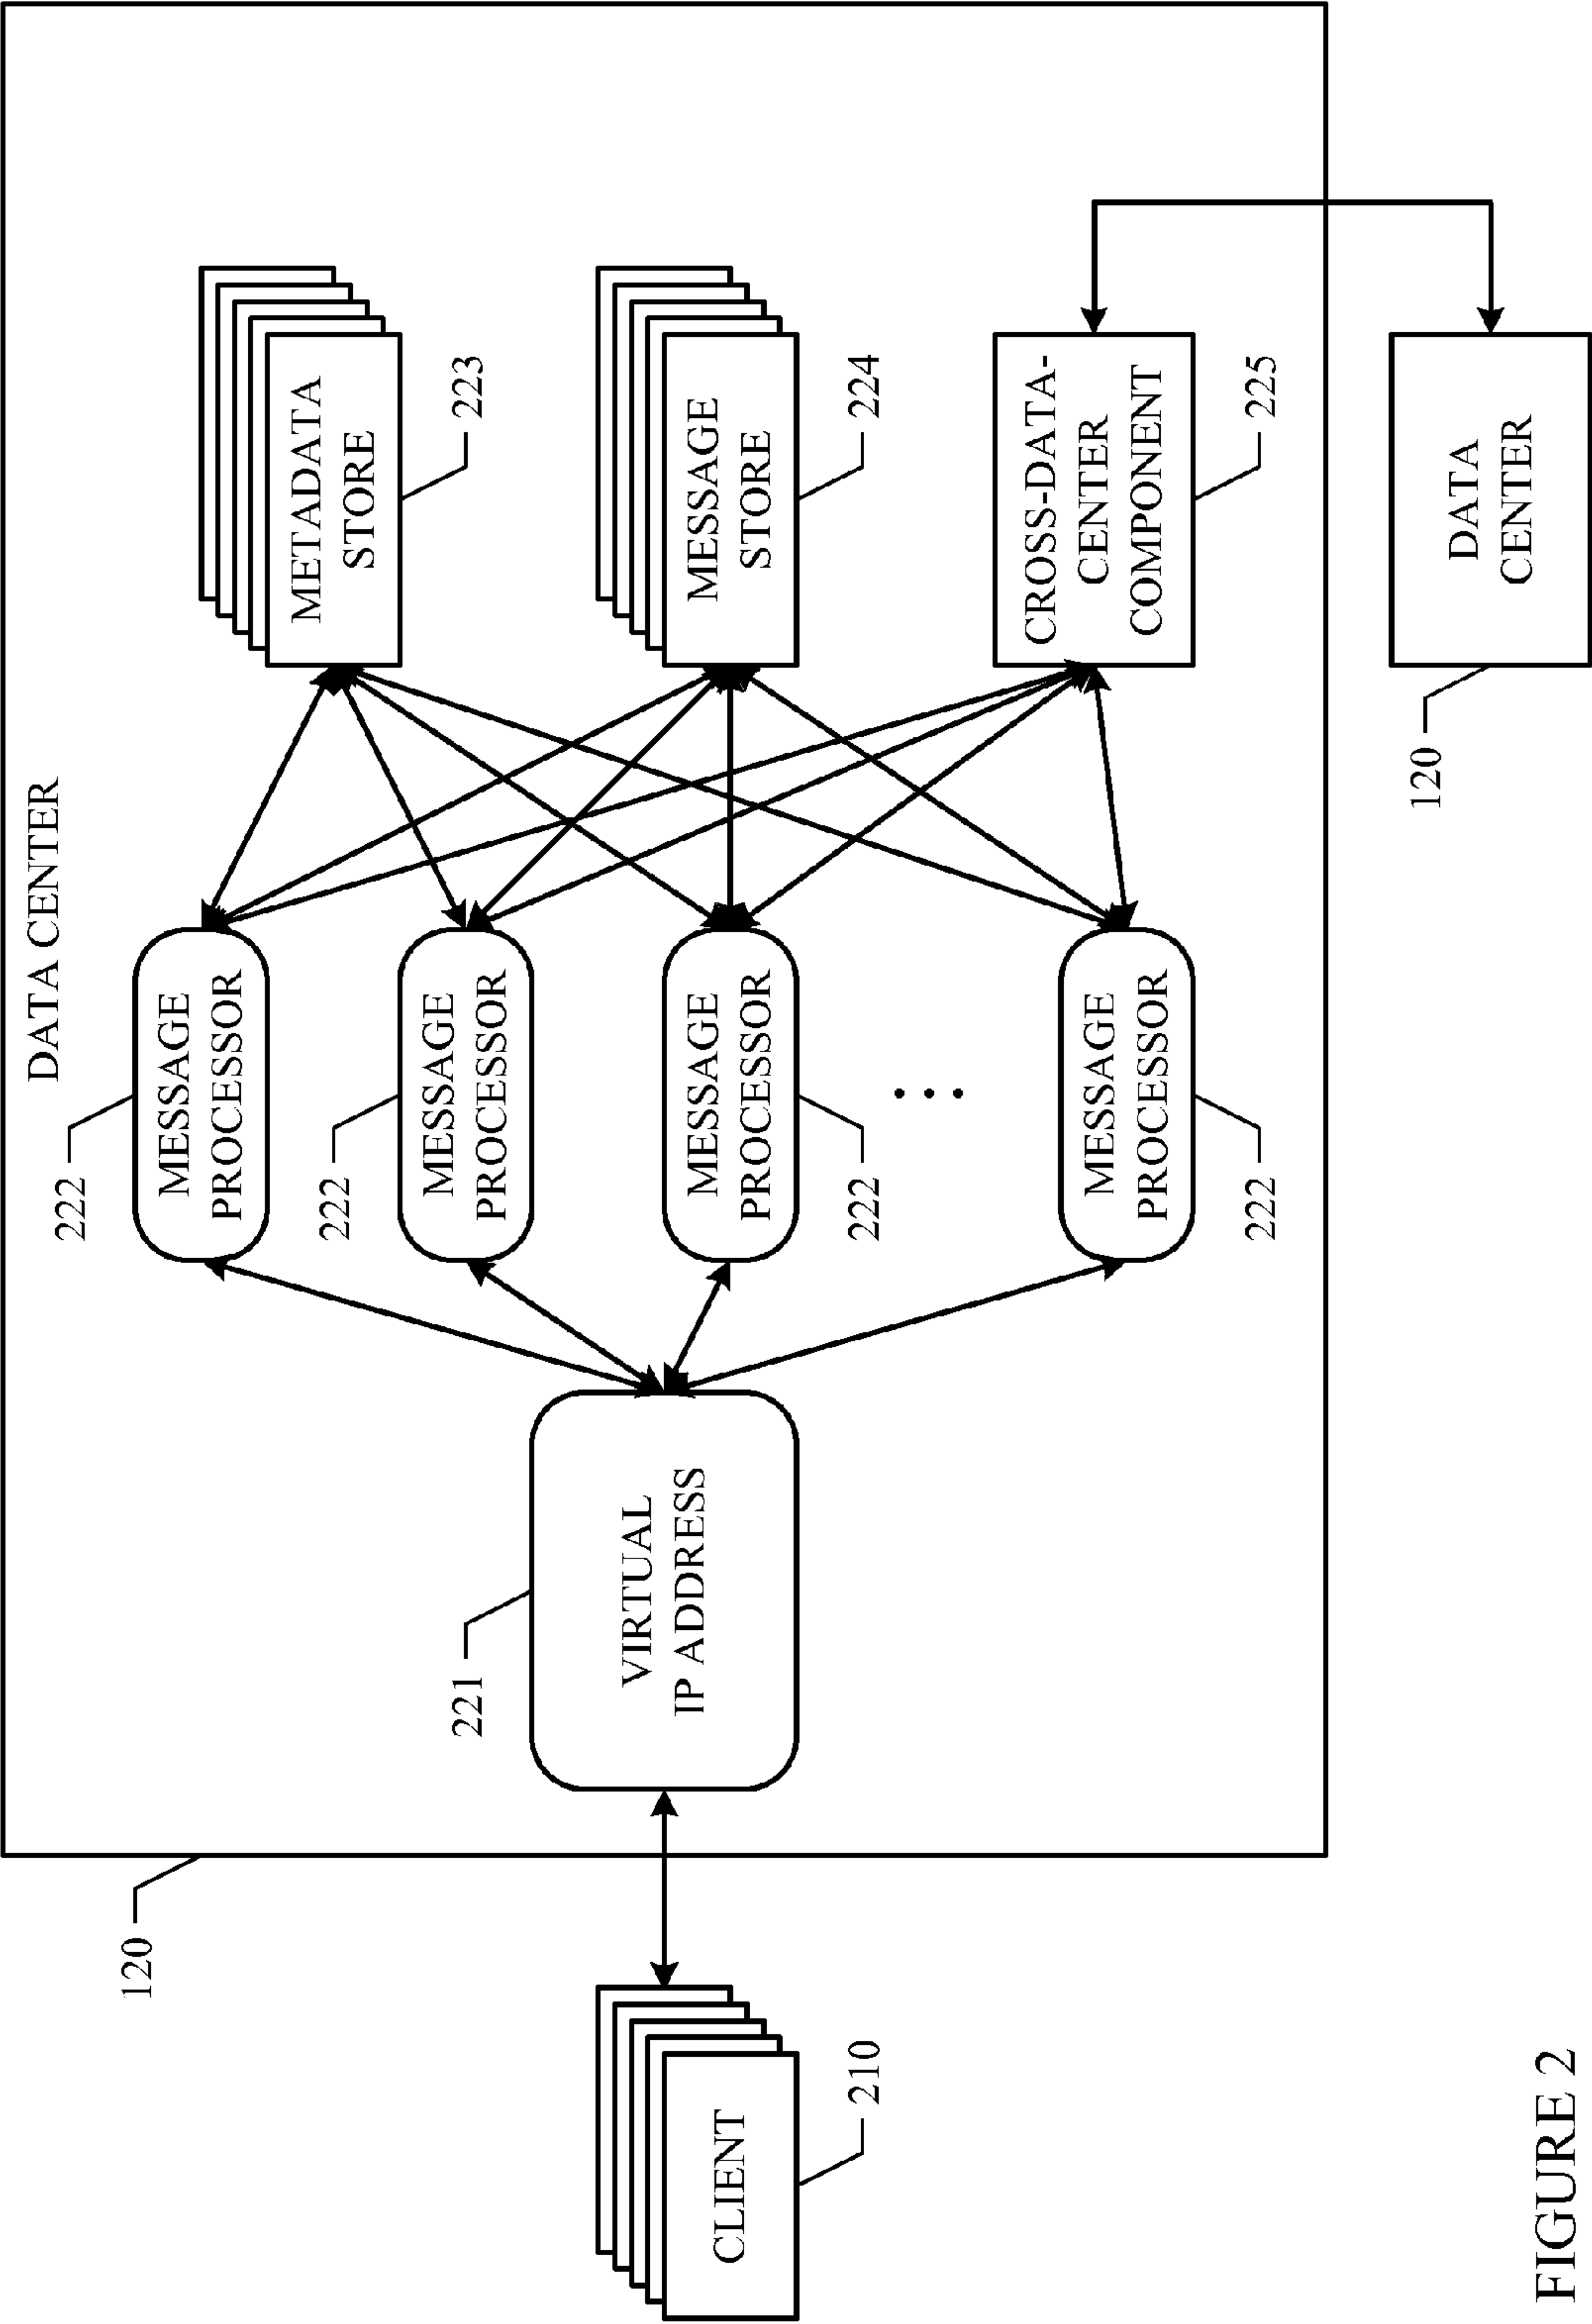 DATA CENTER
120
222
MESSAGE
PROCESSOR
METADATA
STORE
223
222
MESSAGE
PROCESSOR
221
VIRTUAL
IP ADDRESS
CLIENT
210
MESSAGE
PROCESSOR
222
MESSAGE
STORE
224
. . .
MESSAGE
PROCESSOR
222
CROSS-DATA-
CENTER
COMPONENT
225
120
DATA
CENTER
FIGURE 2